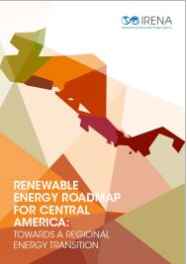 IRENA
RENEWABLE
ENERGY ROADMAP
FOR CENTRAL
AMERICA:
TOWARDS A REGIONAL
ENERGY TRANSITION